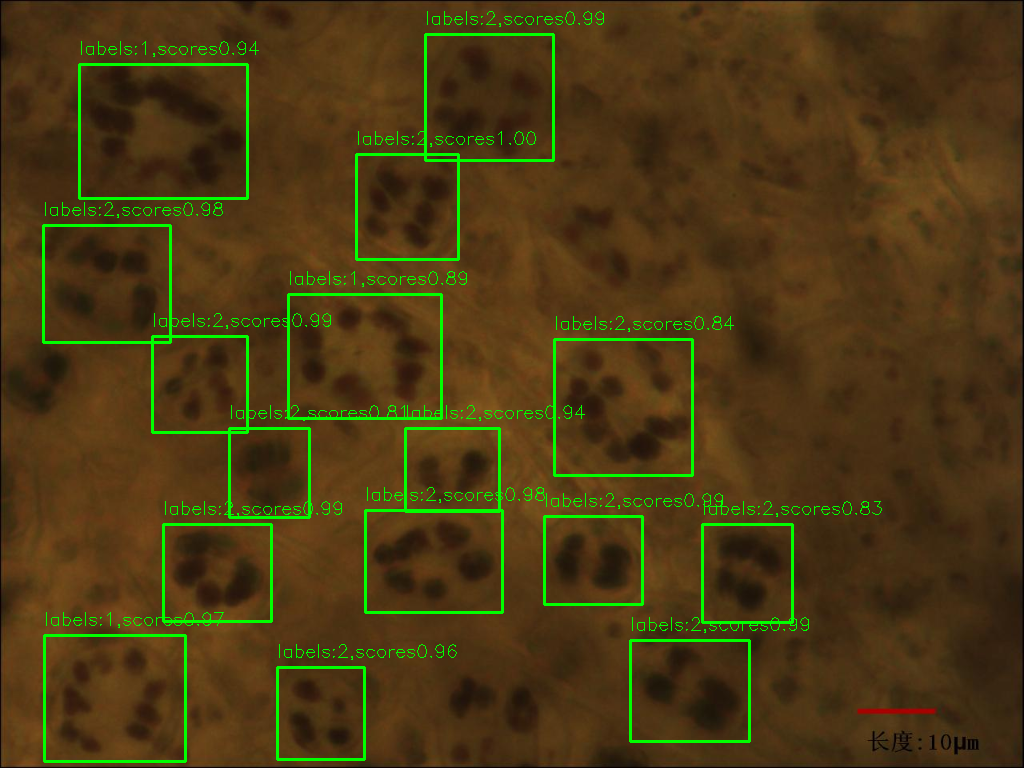 labels:2,scores0.99
labels:1,scores0.94
labels:2,scores1.00
labels:2,scores0.98
labels:1,scores0.89
labels:2,scores0.99
labels:2,scores0.84
labels:2,scores0.81
labels:2,scores0.94
labels:2,scores0.98
labels:2,scores0.99
labels:2,scores0.99
labels:2,scores0.83
labels:1,scores0.97
labels:2,scores0.99
labels:2,scores0.96
长度:10μm